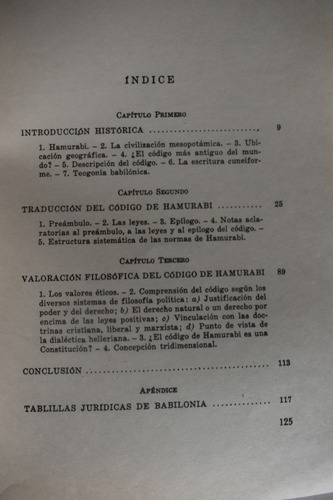 ÍNDICE
CAPÍTULO PRIMERO
INTRODUCCIÓN HISTÓRICA .......................... 9
1. Hamurabi. - 2. La civilización mesopotámica. - 3. Ubi-
cación geográfica. - 4. ¿El código más antiguo del mun-
do? - 5. Descripción del código. - 6. La escritura cuneifor-
me. - 7. Teogonía babilónica.
CAPÍTULO SEGUNDO
TRADUCCIÓN DEL CÓDIGO DE HAMURABI ..... 25
1. Preámbulo. - 2. Las leyes. - 3. Epílogo. - 4. Notas acla-
ratorias al preámbulo, a las leyes y al epílogo del código. -
5. Estructura sistemática de las normas de Hamurabi.
CAPÍTULO TERCERO
VALORACIÓN FILOSÓFICA DEL CÓDIGO DE HAMURABI 89
1. Los valores éticos. - 2. Comprensión del código según los
diversos sistemas de filosofía política: a) Justificación del
poder y del derecho; b) El derecho natural o un derecho por
encima de las leyes positivas; c) Vinculación con las doc-
trinas cristiana, liberal y marxista; d) Punto de vista de
la dialéctica helleriana. - 3. ¿El código de Hamurabi es una
Constitución? - 4. Concepción tridimensional.
CONCLUSIÓN .......................... 113
APÉNDICE
TABLILLAS JURÍDICAS DE BABILONIA ............ 117
125